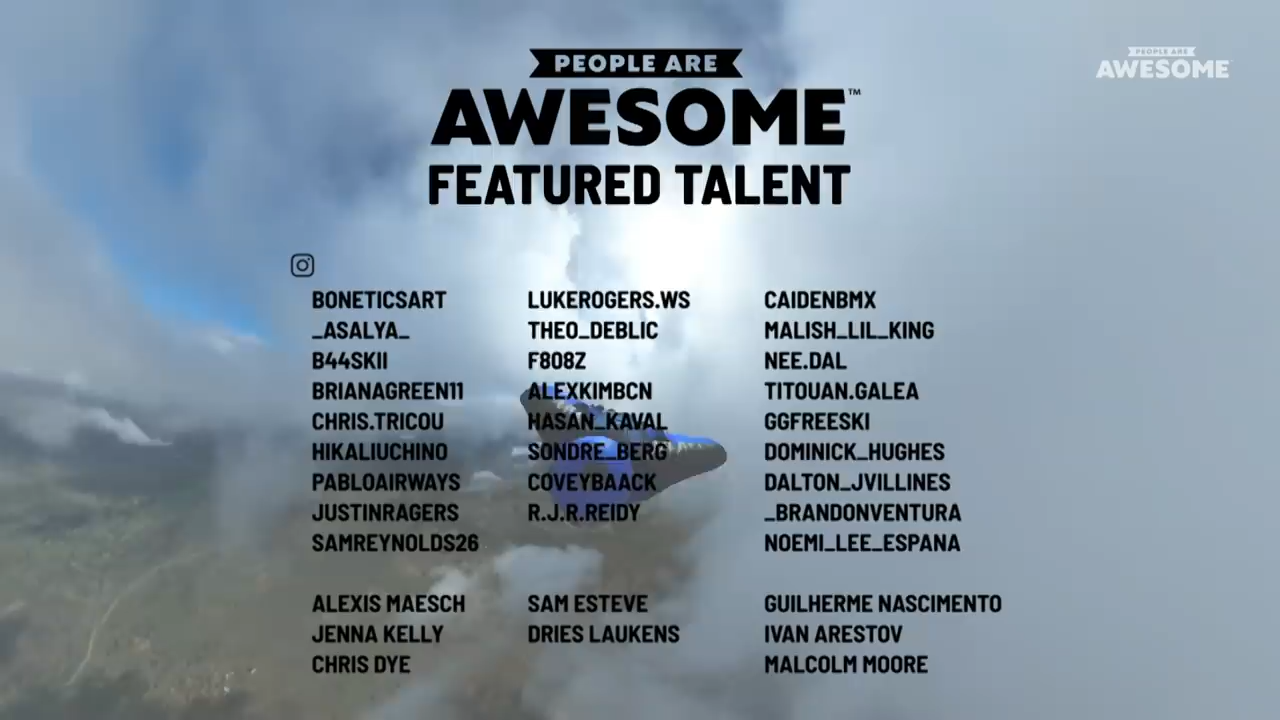 PEOPLE ARE
AWESOME™
FEATURED TALENT
PEOPLE ARE
AWESOME
BONETICSART
_ASALYA_
B44SKII
BRIANAGREEN11
CHRIS.TRICOU
HIKALIUCHINO
PABLOAIRWAYS
JUSTINRAGERS
SAMREYNOLDS26
LUKEROGERS.WS
THEO_DEBLIC
F808Z
ALEXKIMBCN
HASAN_KAVAL
SONDRE_BERG
COVEYBAACK
R.J.R.REIDY
CAIDENBMX
MALISH_LIL_KING
NEE.DAL
TITOUAN.GALEA
GGFREESKI
DOMINICK_HUGHES
DALTON_JVILLINES
_BRANDONVENTURA
NOEMI_LEE_ESPANA
ALEXIS MAESCH
JENNA KELLY
CHRIS DYE
SAM ESTEVE
DRIES LAUKENS
GUILHERME NASCIMENTO
IVAN ARESTOV
MALCOLM MOORE